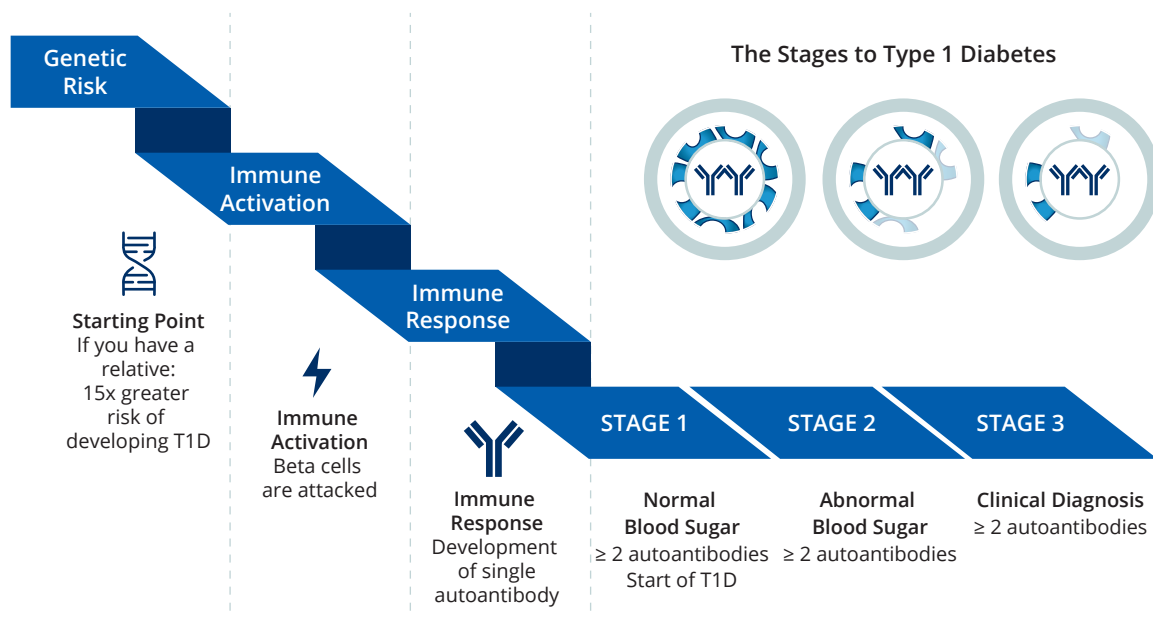 Genetic
Risk
Immune
Activation
Immune
Response
The Stages to Type 1 Diabetes
Starting Point
If you have a
relative:
15x greater
risk of
developing T1D
Immune
Activation
Beta cells
are attacked
Immune
Response
Development
of single
autoantibody
STAGE 1
STAGE 2
STAGE 3
Normal
Blood Sugar
≥ 2 autoantibodies
Start of T1D
Abnormal
Blood Sugar
≥ 2 autoantibodies
Clinical Diagnosis
≥ 2 autoantibodies